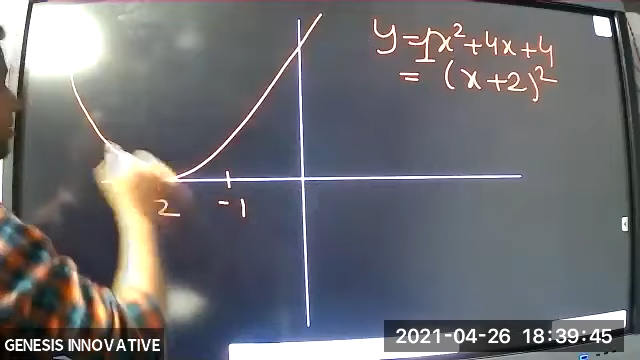 y = 1x² + 4x + 4
= (x + 2)²
2 -1
GENESIS INNOVATIVE
2021-04-26 18:39:45